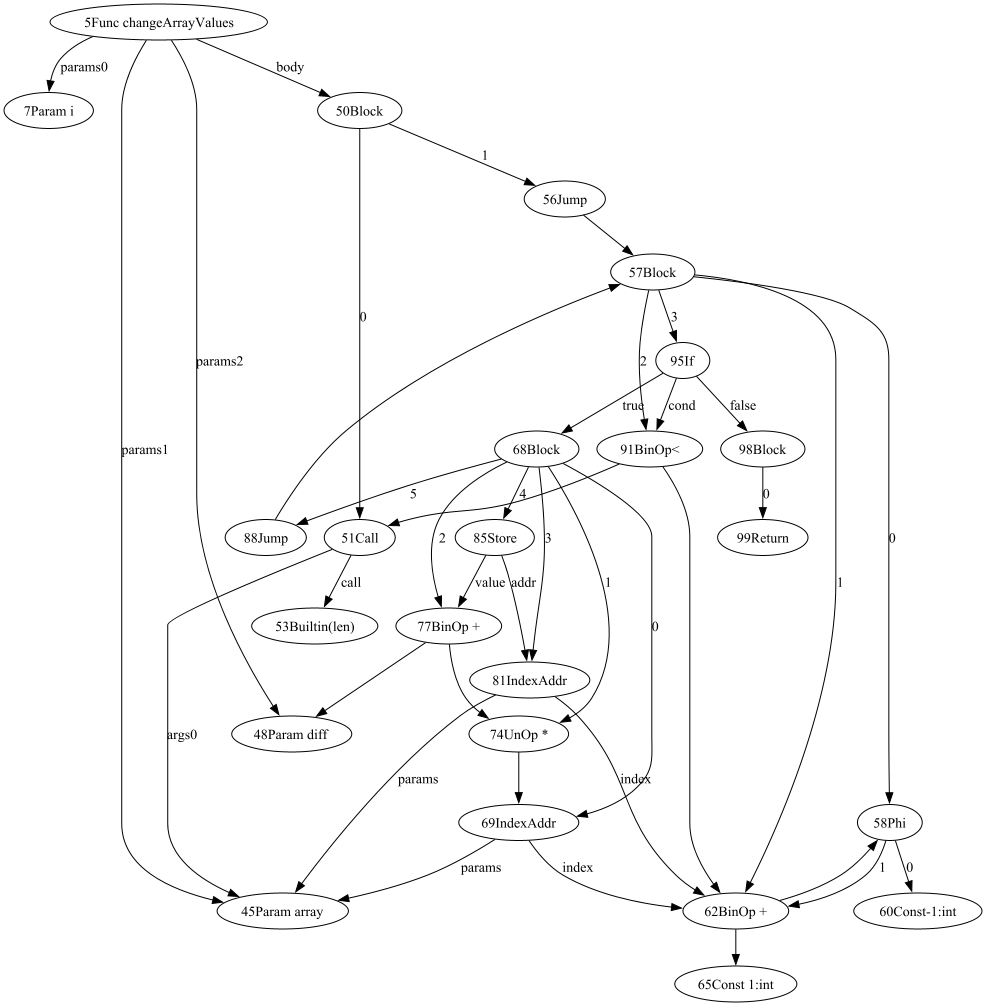 5Func changeArrayValues
params0
body
7Param i
50Block
1
56Jump
57Block
0
params2
3
95If
2
params1
true
cond
false
1
68Block
91BinOp<
98Block
5
4
0
88Jump
51Call
2
85Store
3
99Return
0
call
value
addr
1
53Builtin(len)
77BinOp +
0
81IndexAddr
args0
48Param diff
74UnOp *
params
index
69IndexAddr
58Phi
params
index
1
0
45Param array
62BinOp +
60Const-1:int
65Const 1:int